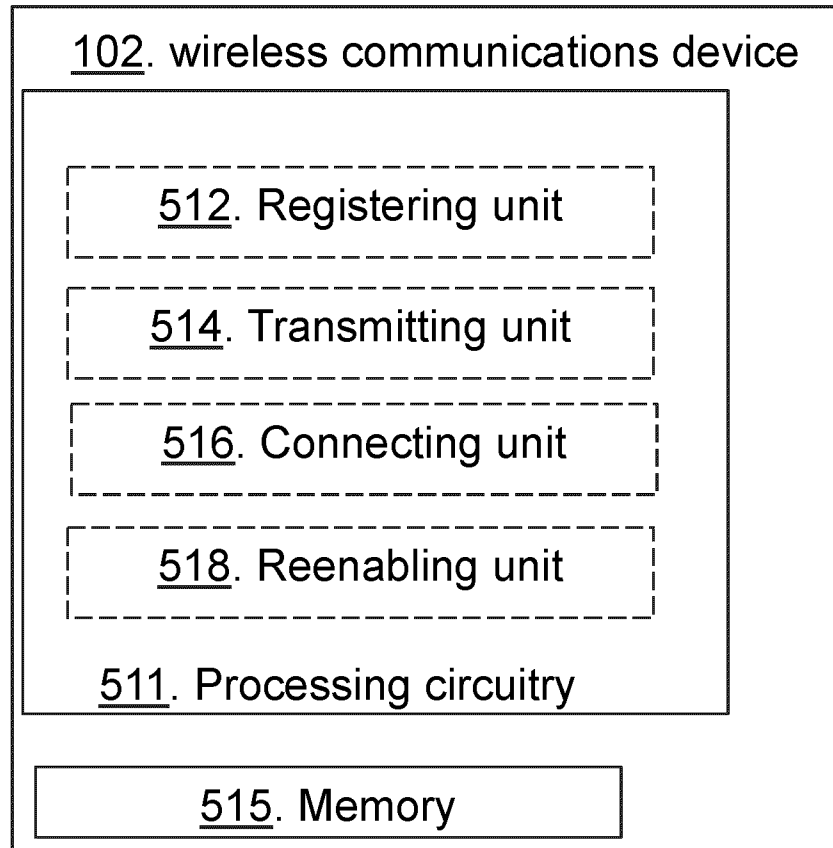 102. wireless communications device
512. Registering unit
514. Transmitting unit
516. Connecting unit
518. Reenabling unit
511. Processing circuitry
515. Memory